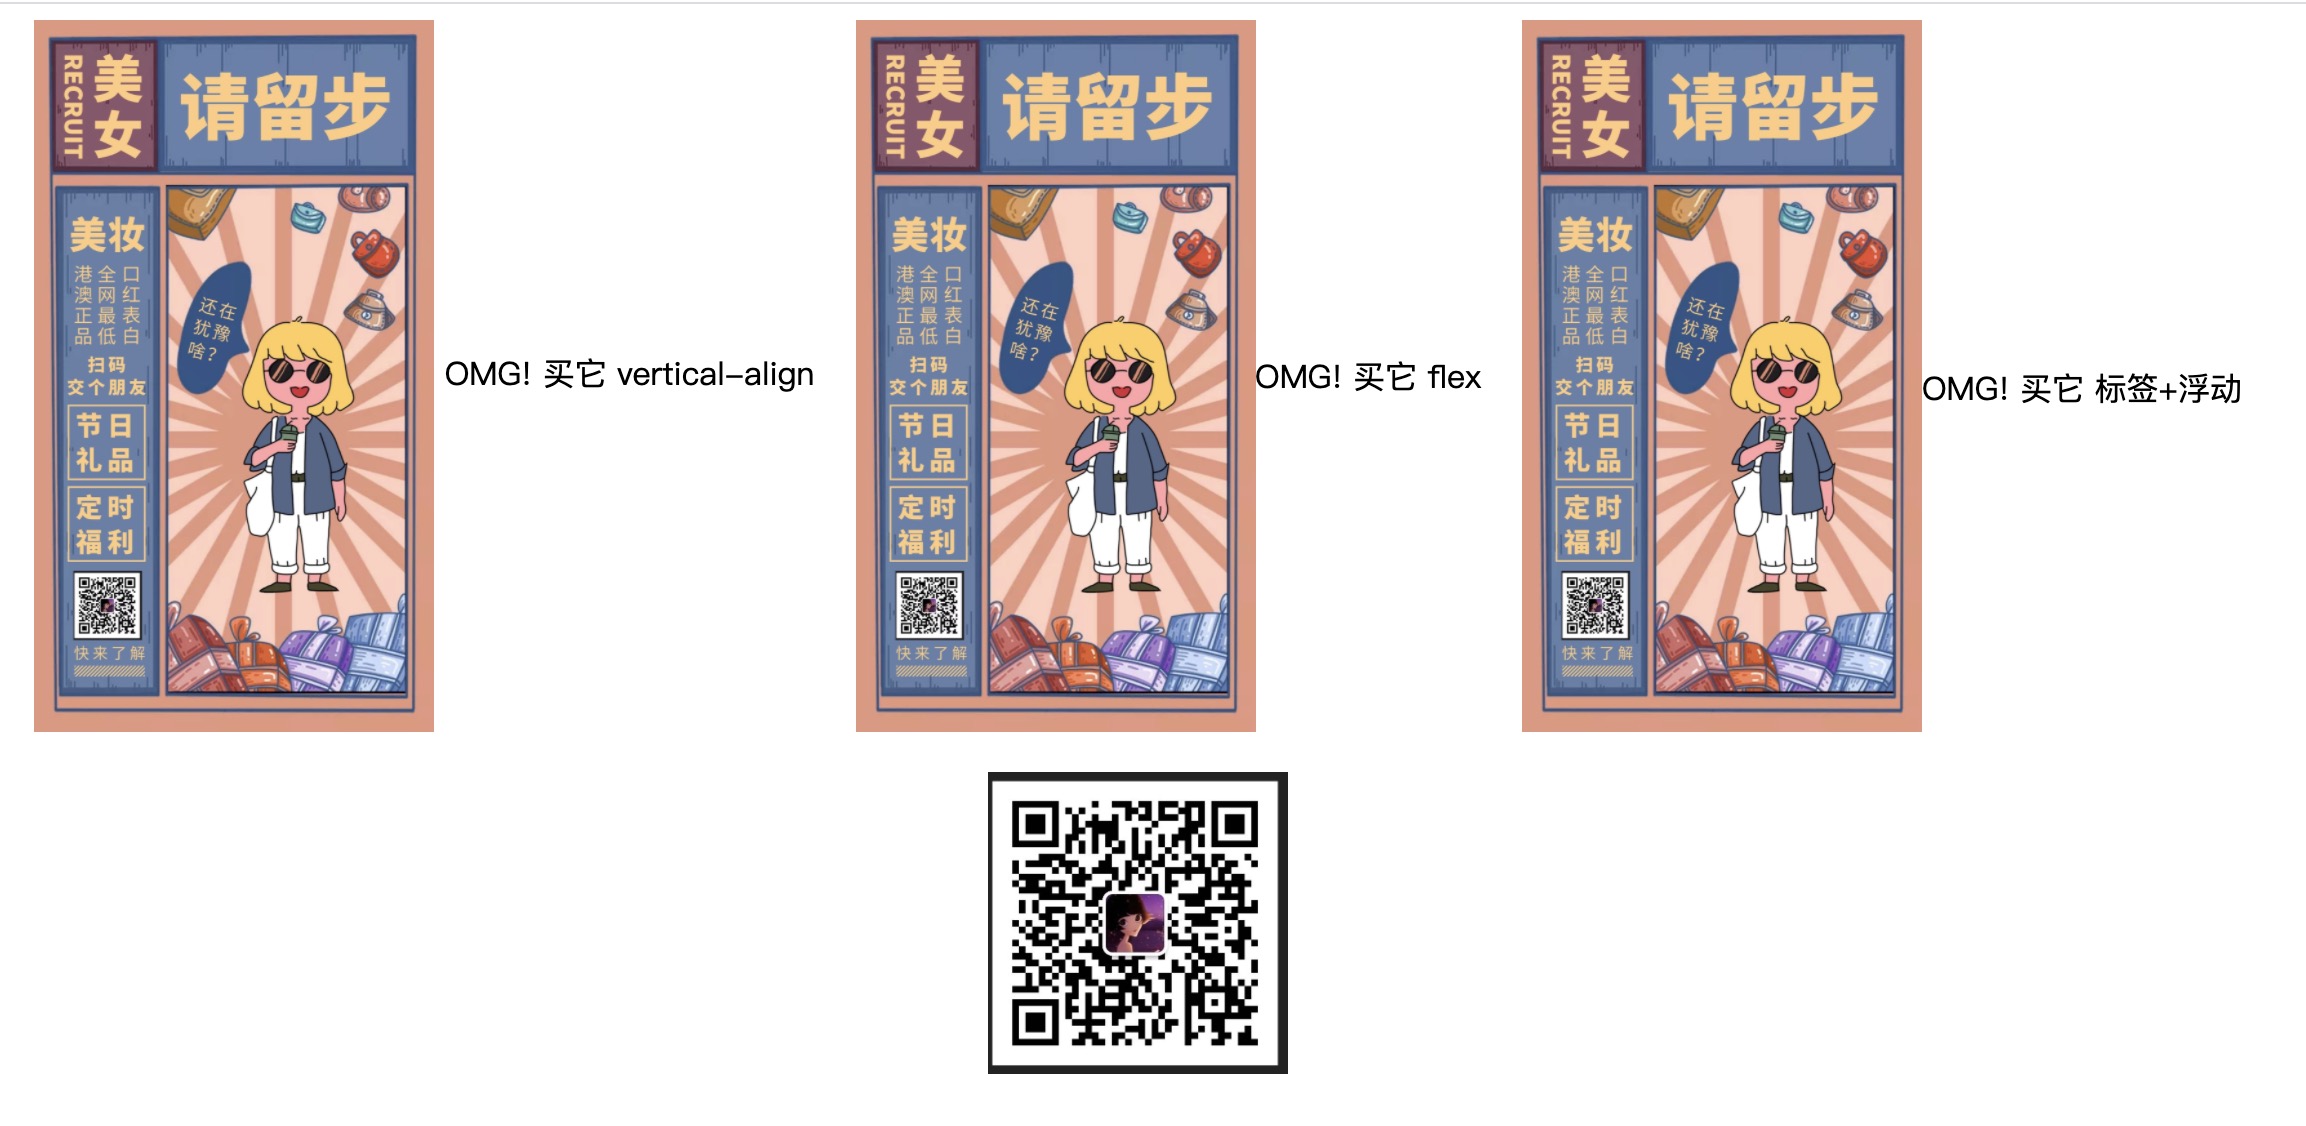 美女
RECRUIT
请留步
美妆
港澳正品
全网最低
口红表白
扫码
交个朋友
节日
礼品
定时
福利
快来了解
还在
犹豫
啥？
OMG! 买它 vertical-align
美女
RECRUIT
请留步
美妆
港澳正品
全网最低
口红表白
扫码
交个朋友
节日
礼品
定时
福利
快来了解
还在
犹豫
啥？
OMG! 买它 flex
美女
RECRUIT
请留步
美妆
港澳正品
全网最低
口红表白
扫码
交个朋友
节日
礼品
定时
福利
快来了解
还在
犹豫
啥？
OMG! 买它 标签+浮动